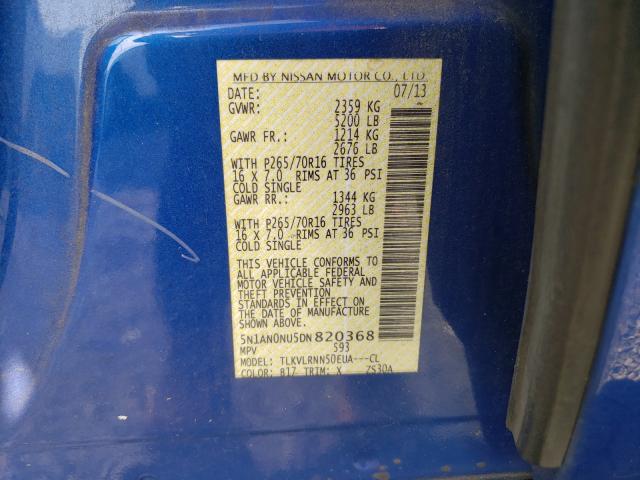 MFD BY NISSAN MOTOR CO., LTD.
DATE: 07/13
GVWR: 2359 KG
5200 LB
GAWR FR.: 1214 KG
2676 LB
WITH P265/70R16 TIRES
16 X 7.0 RIMS AT 36 PSI
COLD SINGLE
GAWR RR.: 1344 KG
2963 LB
WITH P265/70R16 TIRES
16 X 7.0 RIMS AT 36 PSI
COLD SINGLE
THIS VEHICLE CONFORMS TO
ALL APPLICABLE FEDERAL
MOTOR VEHICLE SAFETY AND
THEFT PREVENTION
STANDARDS IN EFFECT ON
THE DATE OF MANUFACTURE
SHOWN ABOVE.
5N1AN0NU5DN820368
MPV 593
MODEL: TLKVLRNN50EUA---CL
COLOR: B17 TRIM: X ZS30A